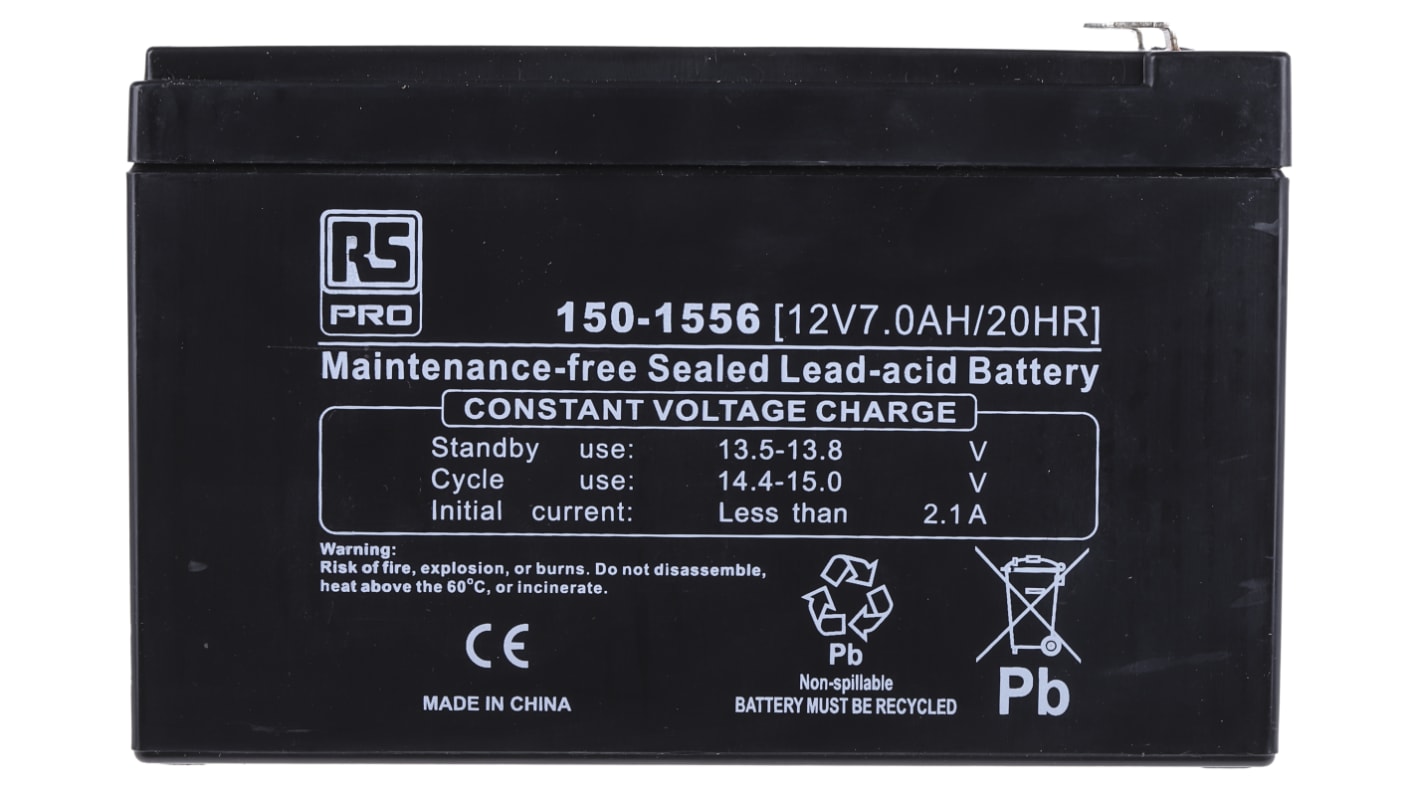 RS
PRO
150-1556 [12V7.0AH/20HR]
Maintenance-free Sealed Lead-acid Battery
CONSTANT VOLTAGE CHARGE
Standby use: 13.5-13.8 V
Cycle use: 14.4-15.0 V
Initial current: Less than 2.1A
Warning:
Risk of fire, explosion, or burns. Do not disassemble,
heat above the 60°C, or incinerate.
CE
MADE IN CHINA
Pb
Non-spillable
BATTERY MUST BE RECYCLED
Pb